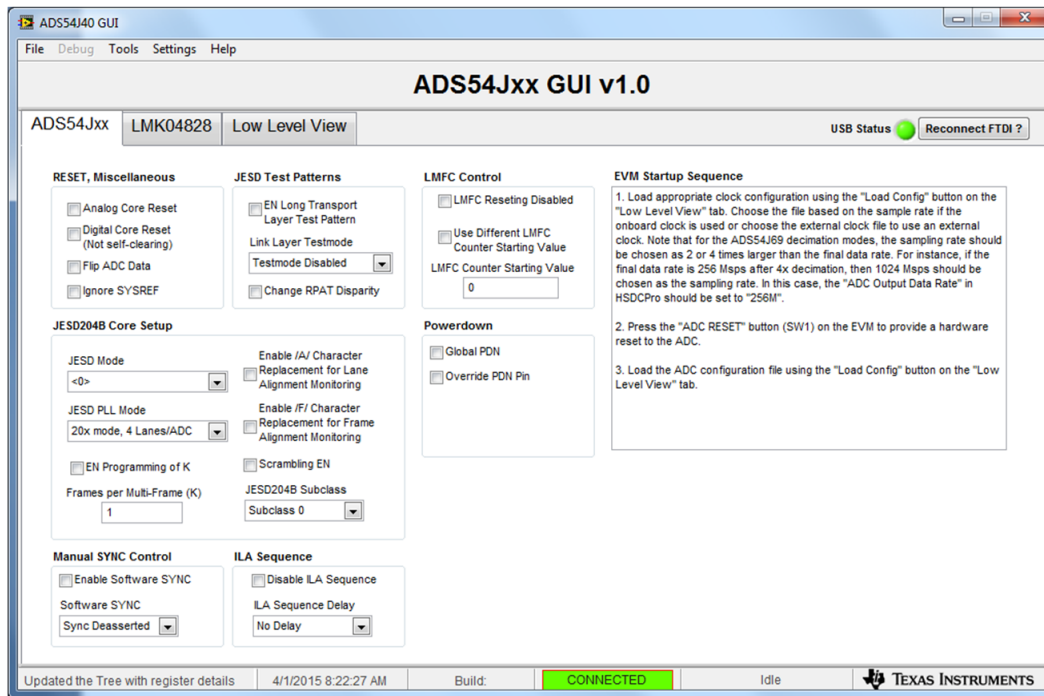 ADS54J40 GUI
File Debug Tools Settings Help
ADS54Jxx GUI v1.0
ADS54Jxx LMK04828 Low Level View
USB Status Reconnect FTDI ?
RESET, Miscellaneous
Analog Core Reset
Digital Core Reset
(Not self-clearing)
Flip ADC Data
Ignore SYSREF
JESD Test Patterns
EN Long Transport
Layer Test Pattern
Link Layer Testmode
Testmode Disabled
Change RPAT Disparity
LMFC Control
LMFC Reseting Disabled
Use Different LMFC
Counter Starting Value
LMFC Counter Starting Value
0
EVM Startup Sequence
1. Load appropriate clock configuration using the "Load Config" button on the
"Low Level View" tab. Choose the file based on the sample rate if the
onboard clock is used or choose the external clock file to use an external
clock. Note that for the ADS54J69 decimation modes, the sampling rate should
be chosen as 2 or 4 times larger than the final data rate. For instance, if the
final data rate is 256 Msps after 4x decimation, then 1024 Msps should be
chosen as the sampling rate. In this case, the "ADC Output Data Rate" in
HSDCPro should be set to "256M".
2. Press the "ADC RESET" button (SW1) on the EVM to provide a hardware
reset to the ADC.
3. Load the ADC configuration file using the "Load Config" button on the "Low
Level View" tab.
JESD204B Core Setup
JESD Mode
<0>
JESD PLL Mode
20x mode, 4 Lanes/ADC
EN Programming of K
Frames per Multi-Frame (K)
1
Enable /A/ Character
Replacement for Lane
Alignment Monitoring
Enable /F/ Character
Replacement for Frame
Alignment Monitoring
Scrambling EN
JESD204B Subclass
Subclass 0
Powerdown
Global PDN
Override PDN Pin
Manual SYNC Control
Enable Software SYNC
Software SYNC
Sync Deasserted
ILA Sequence
Disable ILA Sequence
ILA Sequence Delay
No Delay
Updated the Tree with register details 4/1/2015 8:22:27 AM Build: CONNECTED Idle TEXAS INSTRUMENTS